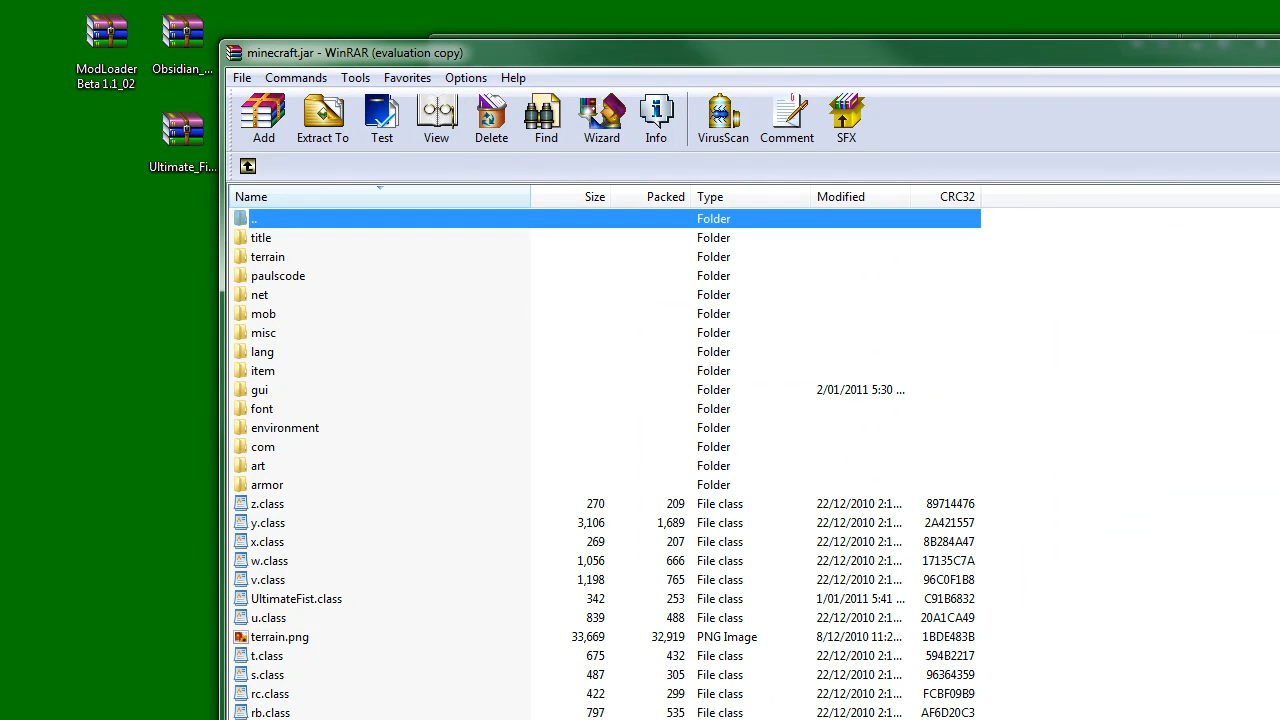 ModLoader
Beta 1.1_02
Obsidian_...
Ultimate_Fi...
minecraft.jar - WinRAR (evaluation copy)
File Commands Tools Favorites Options Help
Add Extract To Test View Delete Find Wizard Info VirusScan Comment SFX
Name Size Packed Type Modified CRC32
.. Folder
title Folder
terrain Folder
paulscode Folder
net Folder
mob Folder
misc Folder
lang Folder
item Folder
gui Folder 2/01/2011 5:30 ...
font Folder
environment Folder
com Folder
art Folder
armor Folder
z.class 270 209 File class 22/12/2010 2:1... 89714476
y.class 3,106 1,689 File class 22/12/2010 2:1... 2A421557
x.class 269 207 File class 22/12/2010 2:1... 8B284A47
w.class 1,056 666 File class 22/12/2010 2:1... 17135C7A
v.class 1,198 765 File class 22/12/2010 2:1... 96C0F1B8
UltimateFist.class 342 253 File class 1/01/2011 5:41 ... C91B6832
u.class 839 488 File class 22/12/2010 2:1... 20A1CA49
terrain.png 33,669 32,919 PNG Image 8/12/2010 11:2... 1BDE483B
t.class 675 432 File class 22/12/2010 2:1... 594B2217
s.class 487 305 File class 22/12/2010 2:1... 96364359
rc.class 422 299 File class 22/12/2010 2:1... FCBF09B9
rb.class 797 535 File class 22/12/2010 2:1... AF6D20C3